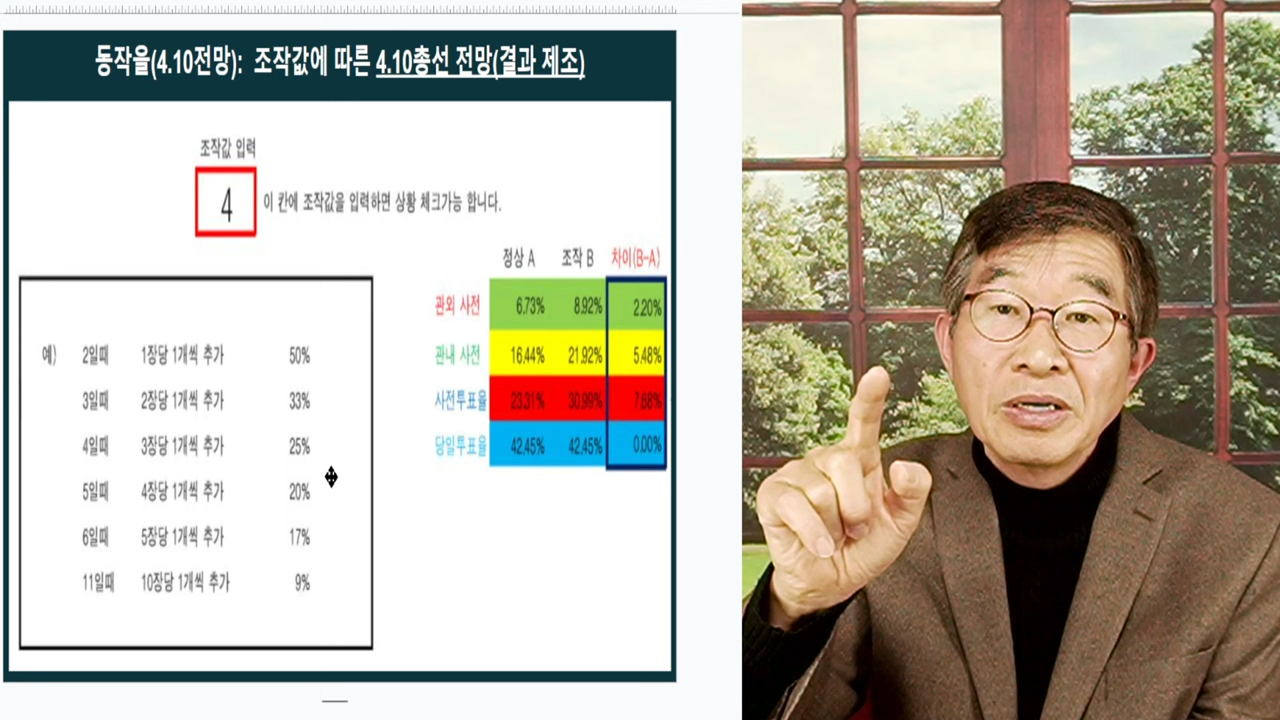 동작을(4.10전망): 조작값에 따른 4.10총선 전망(결과 제조)
조작값 입력
4 이 칸에 조작값을 입력하면 상황 체크가능 합니다.
정상 A 조작 B 차이(B-A)
관외 사전 6.73% 8.92% 2.20%
관내 사전 16.44% 21.92% 5.48%
사전투표율 23.31% 30.99% 7.68%
당일투표율 42.45% 42.45% 0.00%
예) 2일때 1장당 1개씩 추가 50%
3일때 2장당 1개씩 추가 33%
4일때 3장당 1개씩 추가 25%
5일때 4장당 1개씩 추가 20%
6일때 5장당 1개씩 추가 17%
11일때 10장당 1개씩 추가 9%